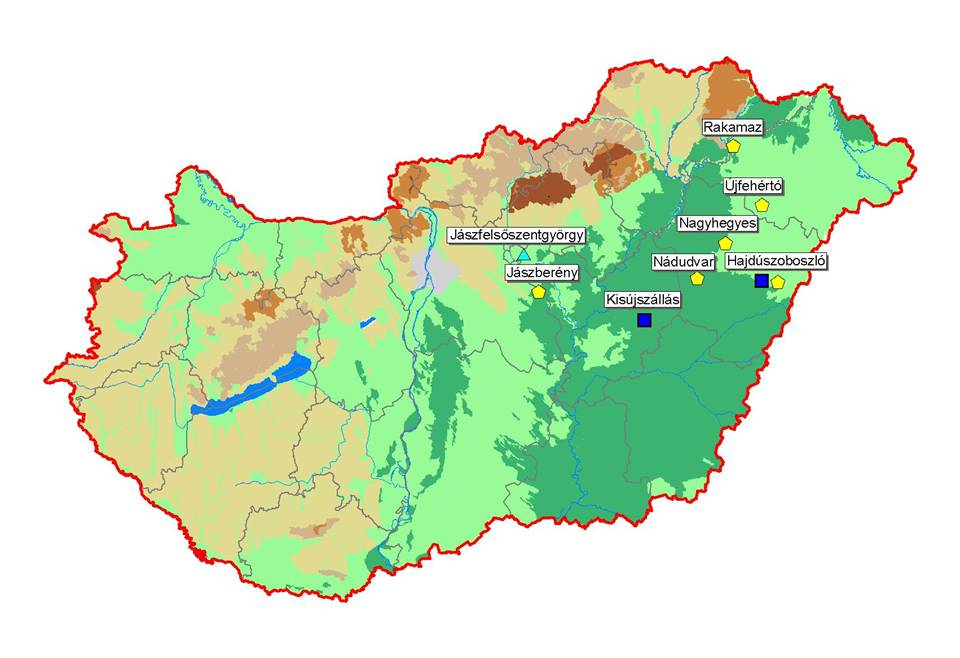 Rakamaz
Újfehértó
Nagyhegyes
Jászfelsőszentgyörgy
Nádudvar
Hajdúszoboszló
Jászberény
Kisújszállás